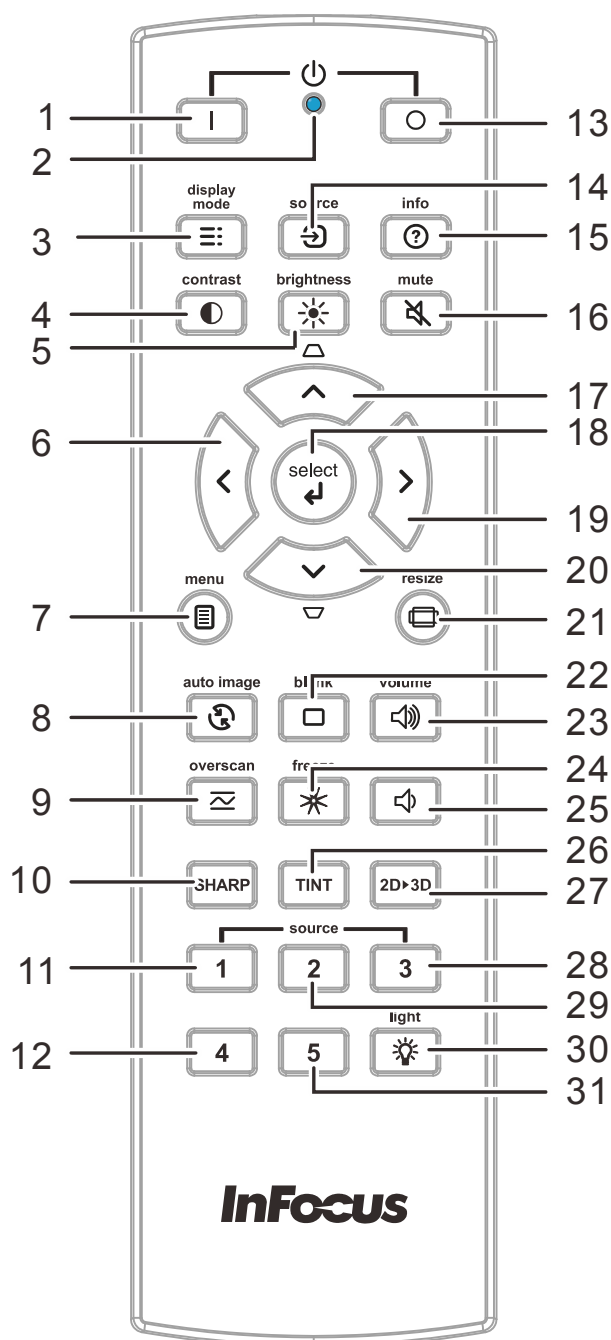 1
13
2
14
display
mode
source
info
3
?
15
contrast
brightness
mute
4
16
5
17
6
18
select
19
20
menu
resize
7
21
auto image
blank
volume
22
8
23
overscan
freeze
24
9
25
10
SHARP
TINT
2D▸3D
26
27
source
11
1
2
3
28
29
light
12
4
5
30
31
InFocus